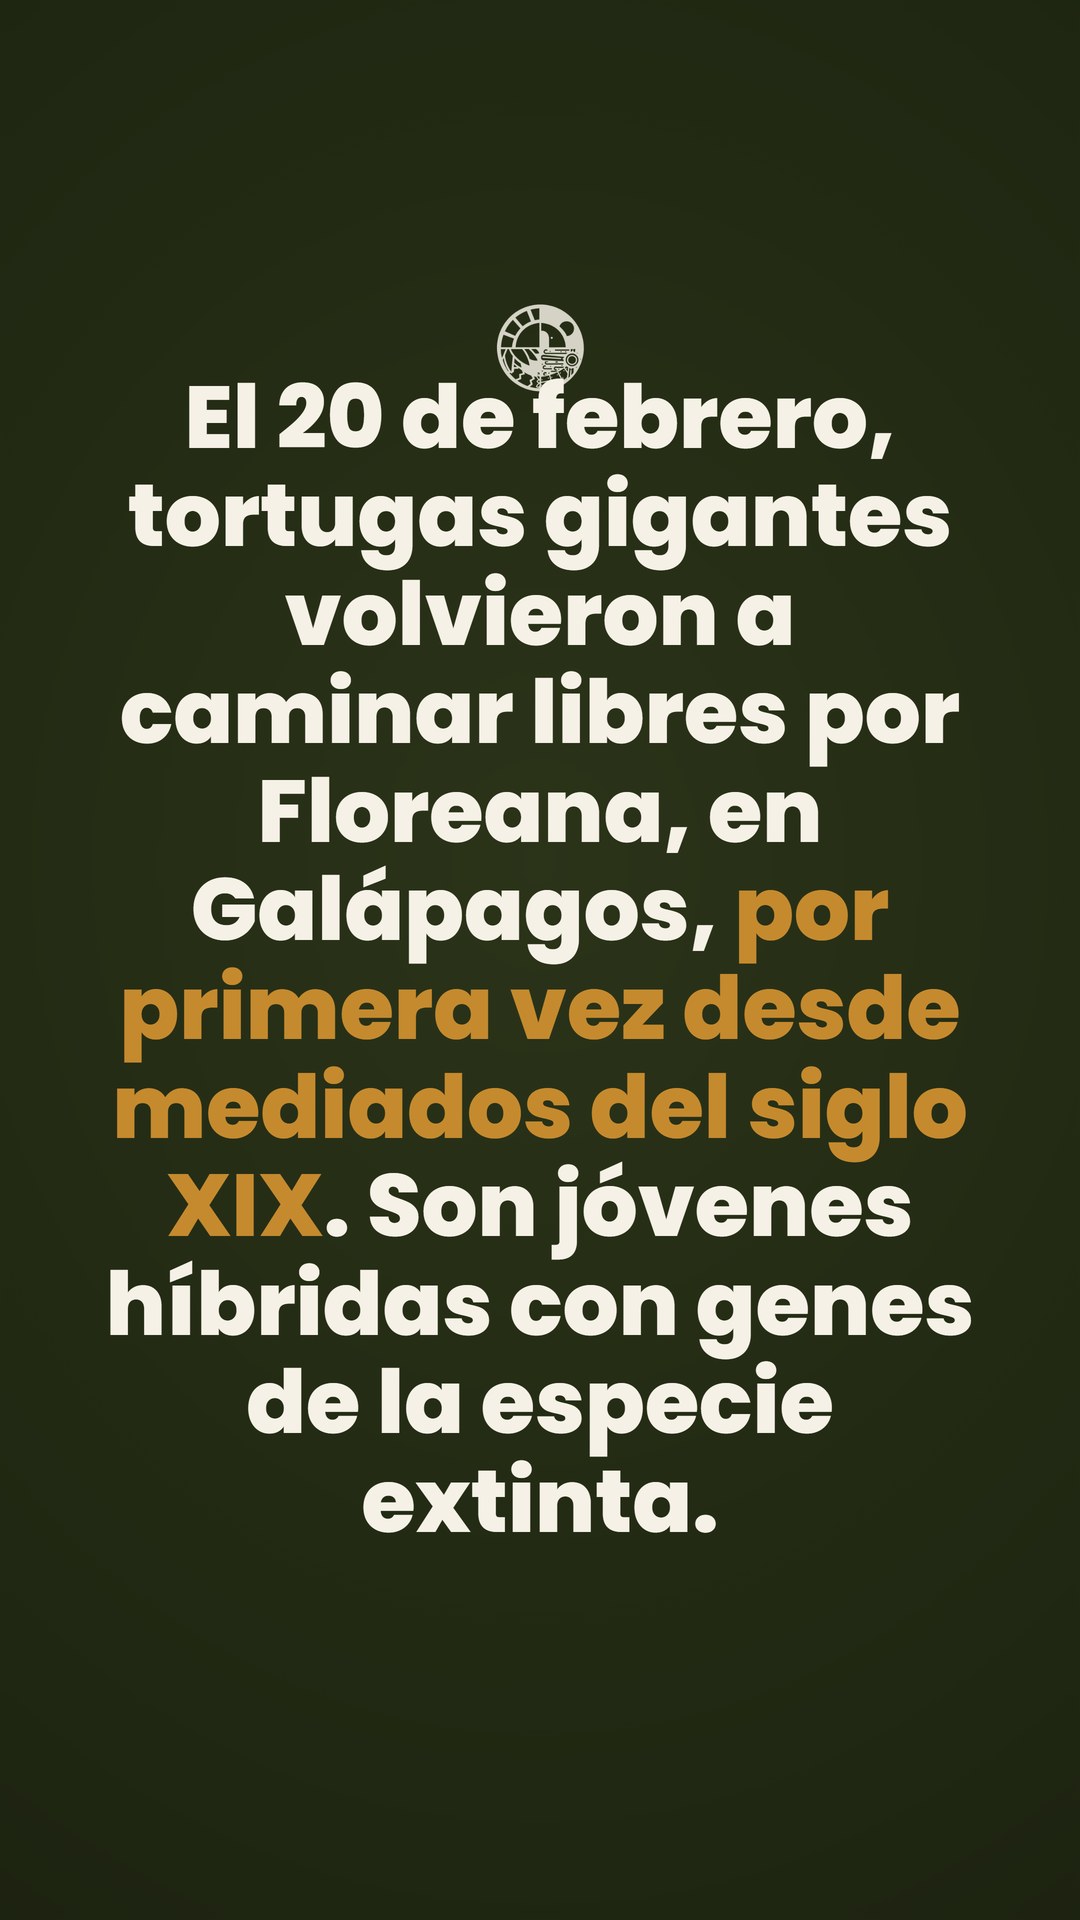 El 20 de febrero,
tortugas gigantes
volvieron a
caminar libres por
Floreana, en
Galápagos, por
primera vez desde
mediados del siglo
XIX. Son jóvenes
híbridas con genes
de la especie
extinta.